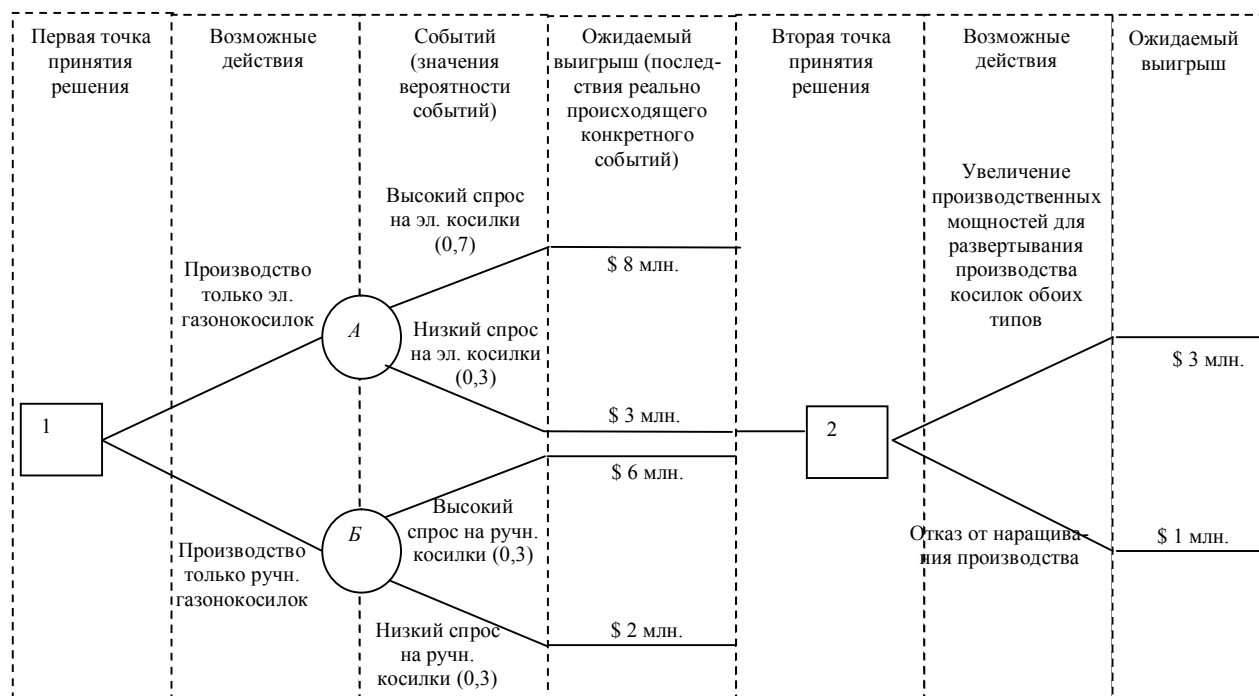 Первая точка
принятия
решения
Возможные
действия
Событий
(значения
вероятности
событий)
Ожидаемый
выигрыш (послед-
ствия реально
происходящего
конкретного
событий)
Вторая точка
принятия
решения
Возможные
действия
Ожидаемый
выигрыш
Высокий спрос
на эл. косилки
(0,7)
$ 8 млн.
Производство
только эл.
газонокосилок
А
Низкий спрос
на эл. косилки
(0,3)
$ 3 млн.
1
2
Увеличение
производственных
мощностей для
развертывания
производства
косилок обоих
типов
$ 3 млн.
$ 6 млн.
Высокий
спрос на ручн.
косилки (0,3)
Б
Производство
только ручн.
газонокосилок
Отказ от наращива-
ния производства
$ 1 млн.
Низкий спрос
на ручн.
косилки (0,3)
$ 2 млн.